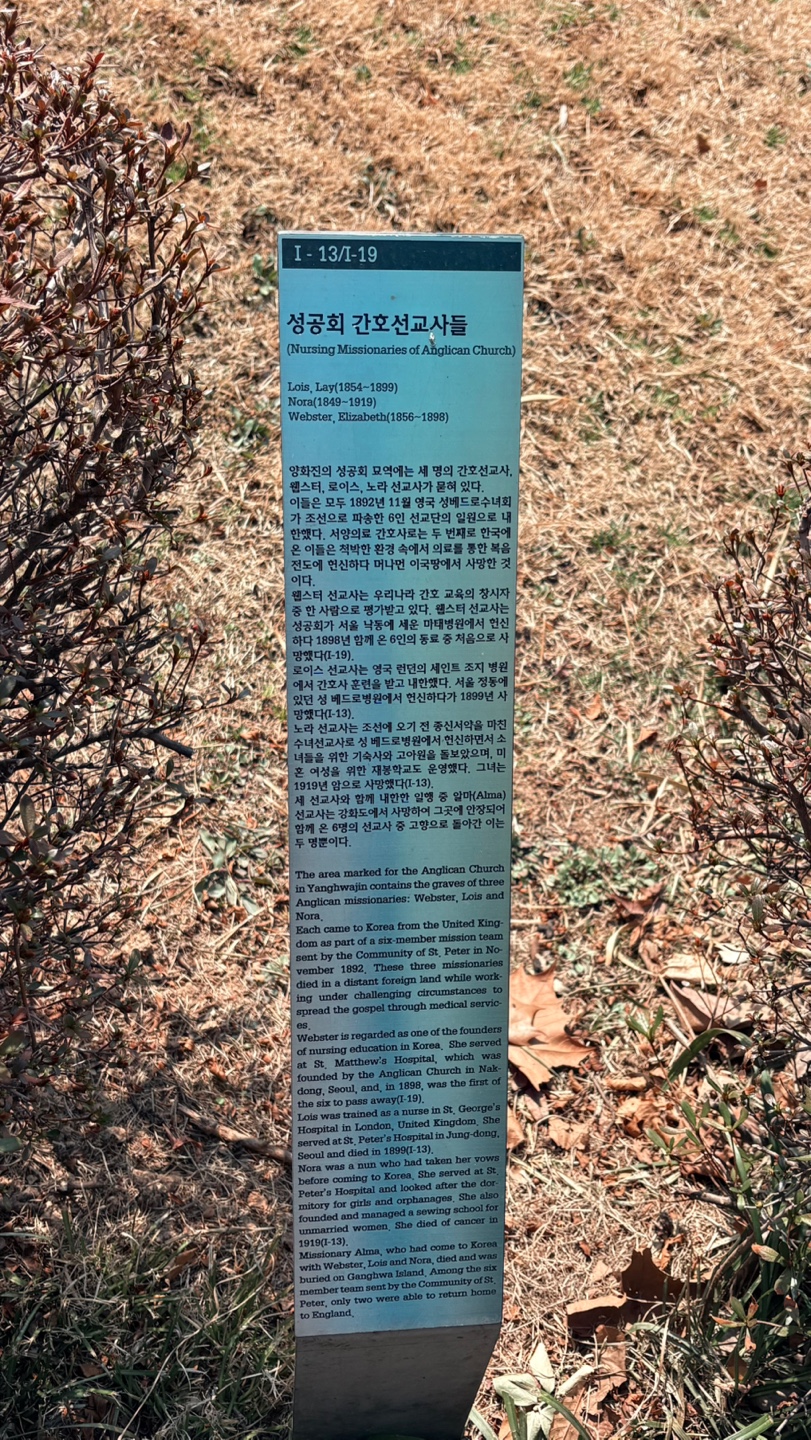 I - 13/I-19
성공회 간호선교사들
(Nursing Missionaries of Anglican Church)
Lois, Lay(1854~1899)
Nora(1849~1919)
Webster, Elizabeth(1856~1898)
양화진의 성공회 묘역에는 세 명의 간호선교사,
웹스터, 로이스, 노라 선교사가 묻혀 있다.
이들은 모두 1892년 11월 영국 성베드로수녀회
가 조선으로 파송한 6인 선교단의 일원으로 내
한했다. 서양의료 간호사로는 두 번째로 한국에
온 이들은 척박한 환경 속에서 의료를 통한 복음
전도에 헌신하다 머나먼 이국땅에서 사망한 것
이다.
웹스터 선교사는 우리나라 간호 교육의 창시자
중 한 사람으로 평가받고 있다. 웹스터 선교사는
성공회가 서울 낙동에 세운 마태병원에서 헌신
하다 1898년 함께 온 6인의 동료 중 처음으로 사
망했다(I-19).
로이스 선교사는 영국 런던의 세인트 조지 병원
에서 간호사 훈련을 받고 내한했다. 서울 정동에
있던 성 베드로병원에서 헌신하다가 1899년 사
망했다(I-13).
노라 선교사는 조선에 오기 전 종신서약을 마친
수녀선교사로 성 베드로병원에서 헌신하면서 소
녀들을 위한 기숙사와 고아원을 돌보았으며, 미
혼 여성을 위한 재봉학교도 운영했다. 그녀는
1919년 암으로 사망했다(I-13).
세 선교사와 함께 내한한 일행 중 알마(Alma)
선교사는 강화도에서 사망하여 그곳에 안장되어
함께 온 6명의 선교사 중 고향으로 돌아간 이는
두 명뿐이다.
The area marked for the Anglican Church
in Yanghwajin contains the graves of three
Anglican missionaries: Webster, Lois and
Nora.
Each came to Korea from the United King-
dom as part of a six-member mission team
sent by the Community of St. Peter in No-
vember 1892. These three missionaries
died in a distant foreign land while work-
ing under challenging circumstances to
spread the gospel through medical servic-
es.
Webster is regarded as one of the founders
of nursing education in Korea. She served
at St. Matthew's Hospital, which was
founded by the Anglican Church in Nak-
dong, Seoul, and, in 1898, was the first of
the six to pass away(I-19).
Lois was trained as a nurse in St. George's
Hospital in London, United Kingdom. She
served at St. Peter's Hospital in Jung-dong,
Seoul and died in 1899(I-13).
Nora was a nun who had taken her vows
before coming to Korea. She served at St.
Peter's Hospital and looked after the dor-
mitory for girls and orphanages. She also
founded and managed a sewing school for
unmarried women. She died of cancer in
1919(I-13).
Missionary Alma, who had come to Korea
with Webster, Lois and Nora, died and was
buried on Ganghwa Island. Among the six
member team sent by the Community of St.
Peter, only two were able to return home
to England.